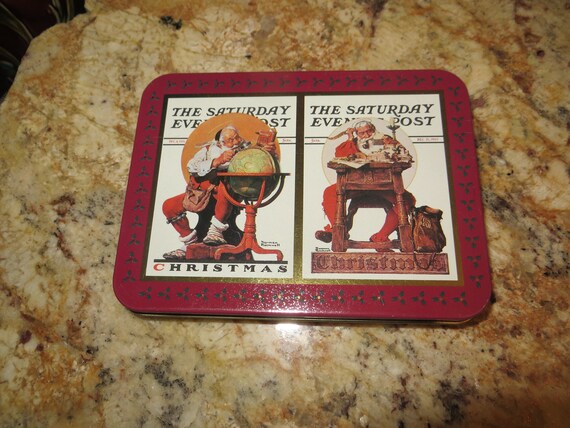 THE SATURDAY
EVENING POST
CHRISTMAS
THE SATURDAY
EVENING POST
Christmas